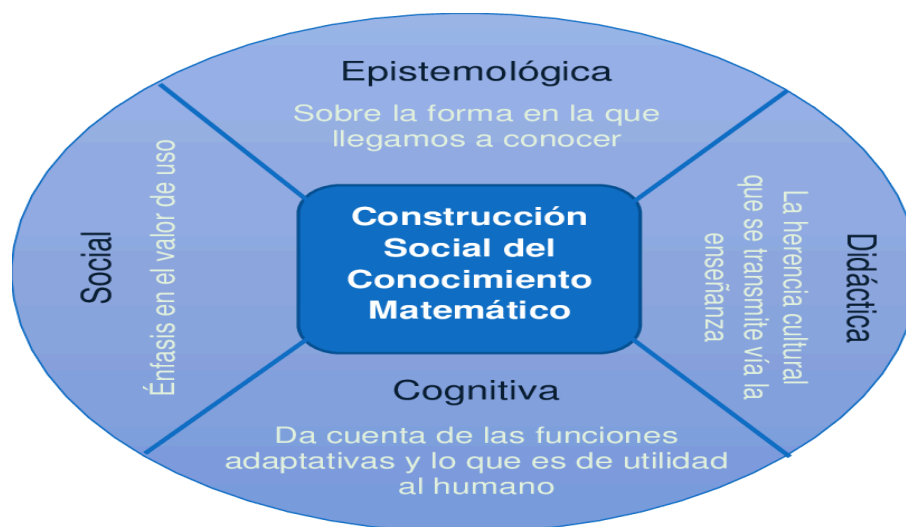 Epistemológica
Sobre la forma en la que
llegamos a conocer
Social
Énfasis en el valor de uso
Construcción
Social del
Conocimiento
Matemático
Didáctica
La herencia cultural
que se transmite vía la
enseñanza
Cognitiva
Da cuenta de las funciones
adaptativas y lo que es de utilidad
al humano